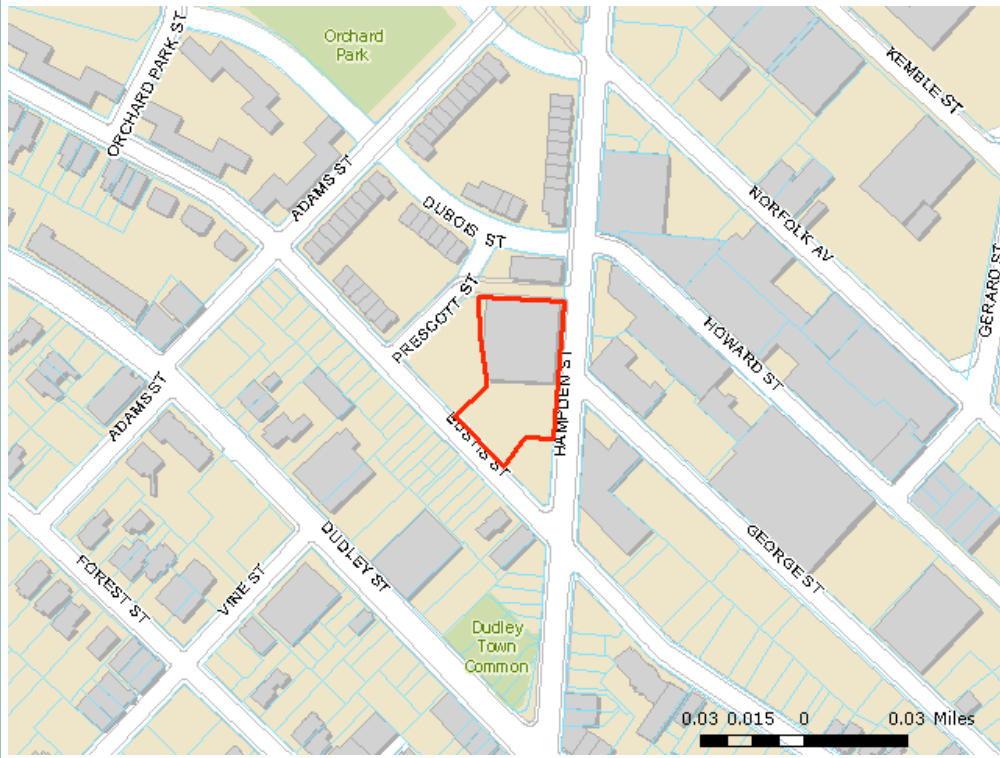 Orchard
Park
ORCHARD PARK ST
KEMBLE ST
ADAMS ST
NORFOLK AV
DUBOIS ST
GERARD ST
PRESCOTT ST
HOWARD ST
HAMPDEN ST
ADAMS ST
EUSTIS ST
DUDLEY ST
GEORGE ST
FOREST ST
VINE ST
Dudley
Town
Common
0.03 0.015 0 0.03 Miles